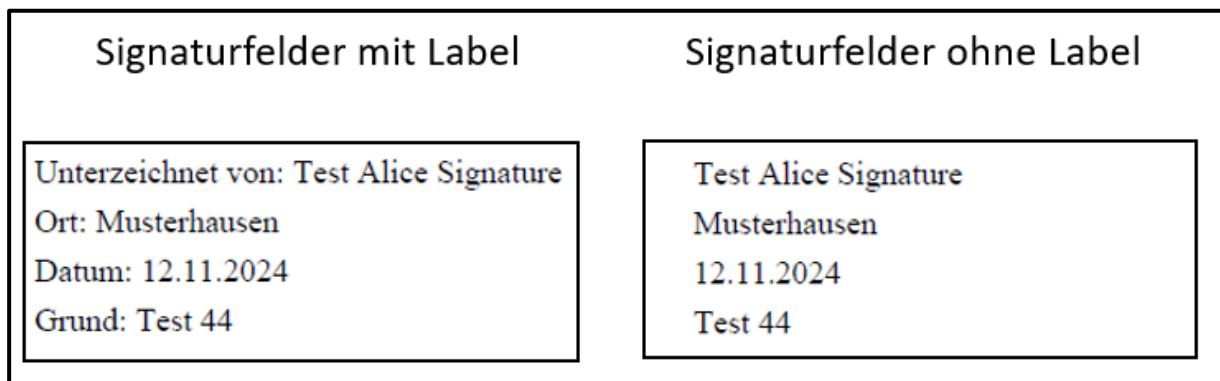 Signaturfelder mit Label
Unterzeichnet von: Test Alice Signature
Ort: Musterhausen
Datum: 12.11.2024
Grund: Test 44
Signaturfelder ohne Label
Test Alice Signature
Musterhausen
12.11.2024
Test 44